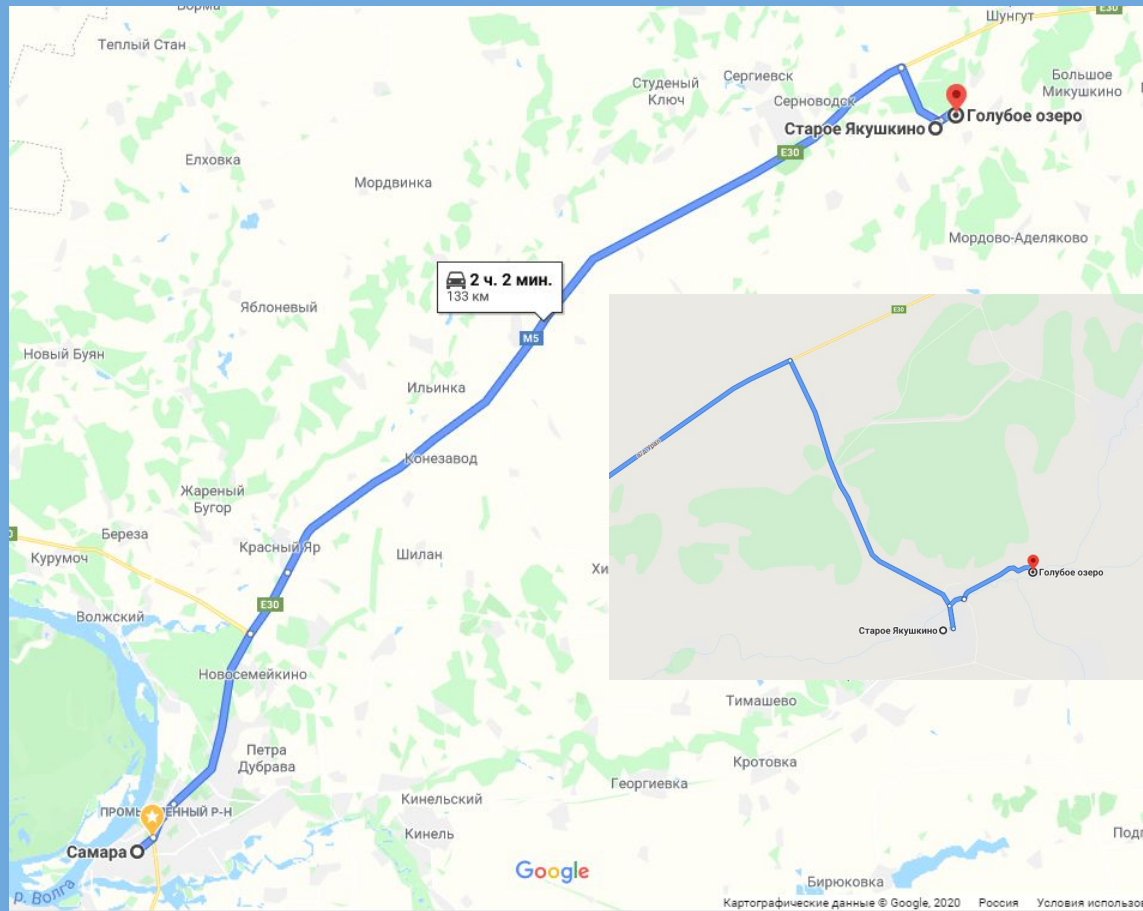 Шунгут
E30
Теплый Стан
Студеный
Ключ
Сергиевск
Большое
Микушкино
Серноводск
Голубое озеро
Старое Якушкино
E30
Елховка
Мордвинка
Мордово-Аделяково
2 ч. 2 мин.
133 км
Яблоневый
M5
E30
Новый Буян
Ильинка
Конезавод
Жареный
Бугор
Береза
Красный Яр
Шилан
Курумоч
Голубое озеро
E30
Волжский
Старое Якушкино
Новосемейкино
Тимашево
Петра
Дубрава
Кротовка
Георгиевка
Кинельский
Кинель
Самара
Google
Бирюковка
р. Волга
Картографические данные © Google, 2020 Россия